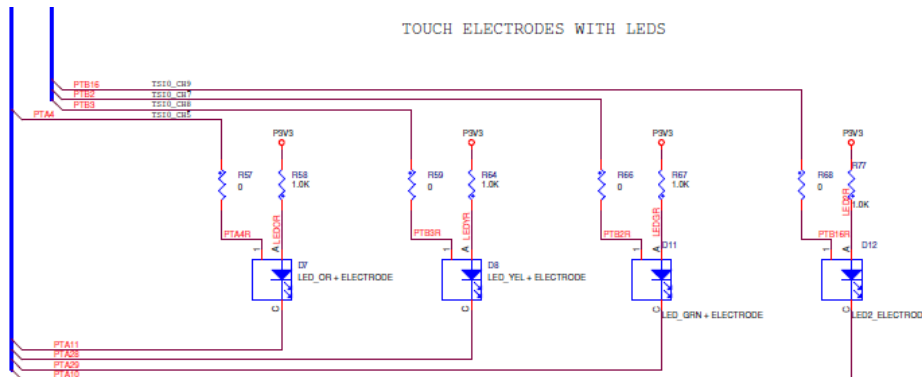 TOUCH ELECTRODES WITH LEDS
PTB16 TSI0_CH9
PTB2 TSI0_CH7
PTB3 TSI0_CH8
PTA4 TSI0_CH5
P3V3 P3V3 P3V3 P3V3
R57 0 R58 1.0K R59 0 R64 1.0K R66 0 R67 1.0K R68 0 R77 1.0K
LEDOR LEDYR LEDGR
PTA4R PTB3R PTB2R PTB16R
1 A 1 A 1 A 1 A
D7 D8 D11 D12
LED_OR + ELECTRODE LED_YEL + ELECTRODE
C C C C
LED_GRN + ELECTRODE LED2_ELECTROD
PTA11
PTA28
PTA29
PTA10